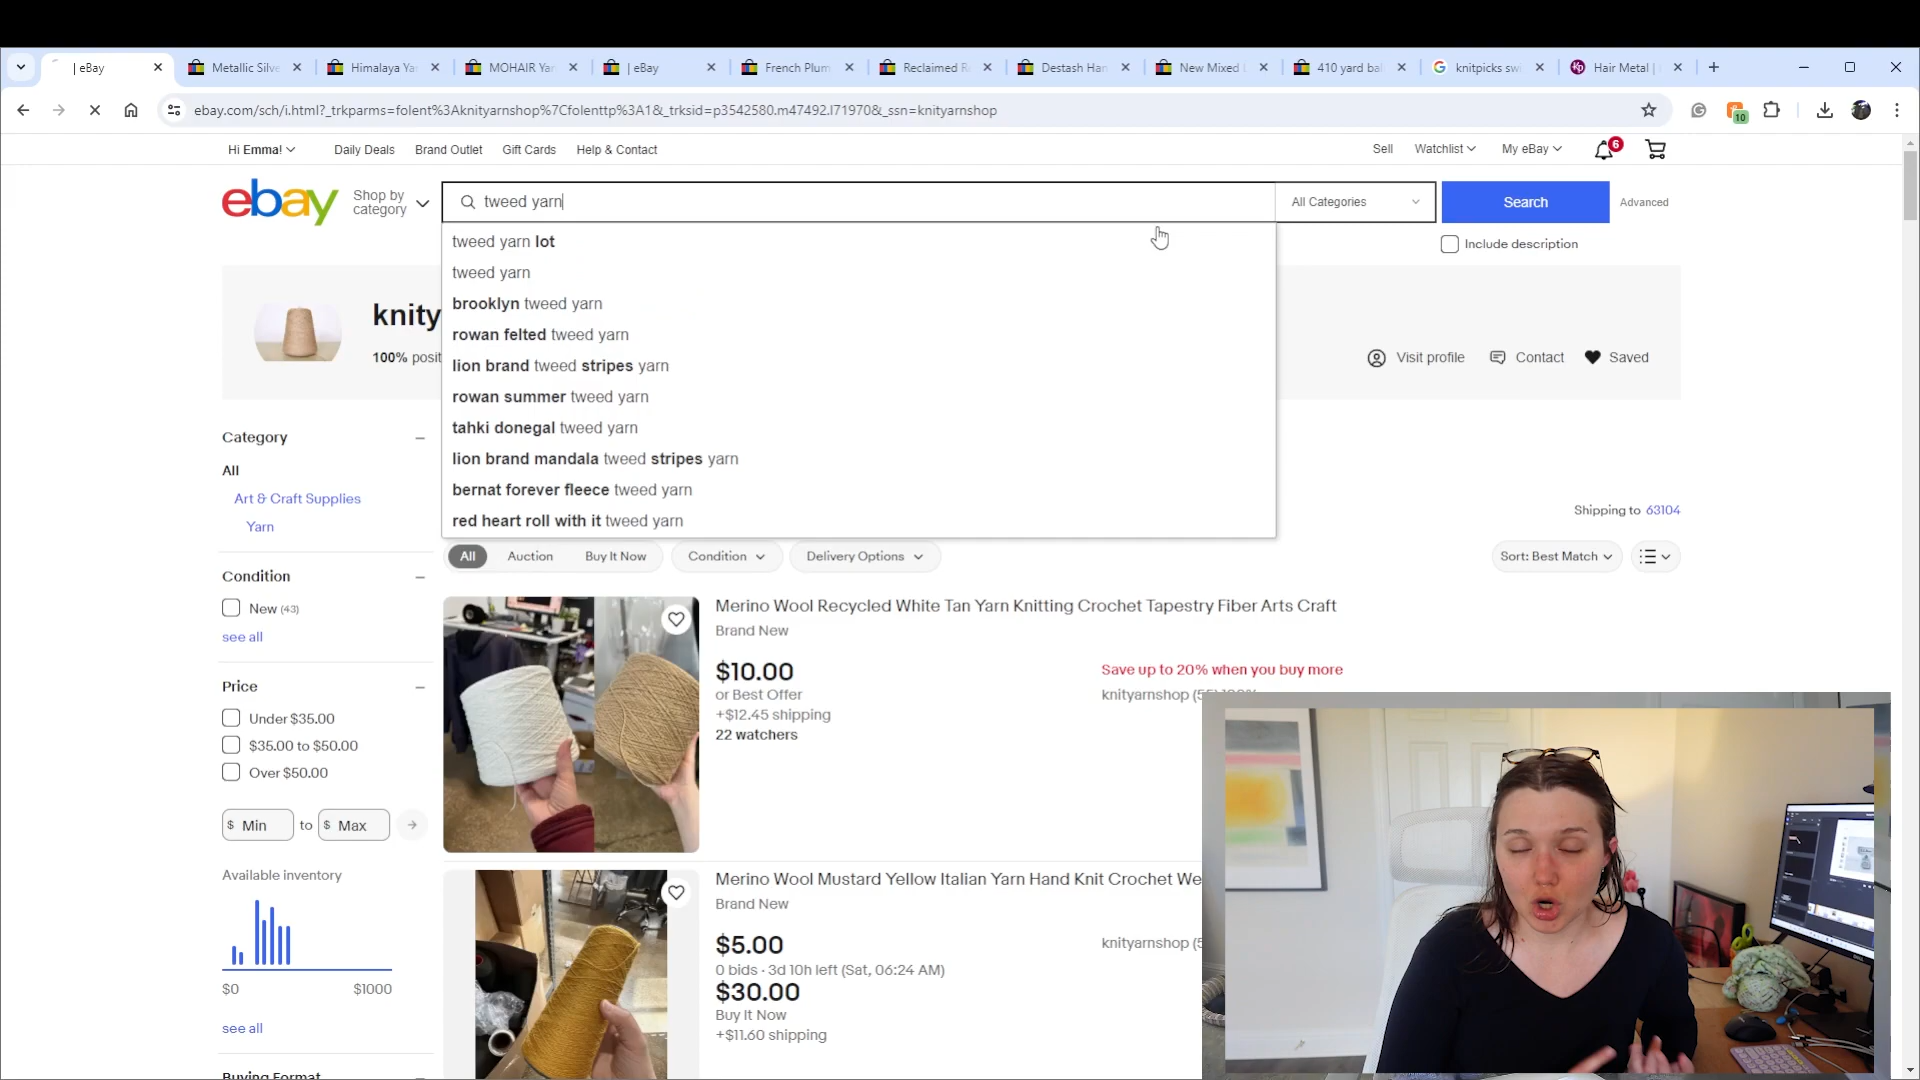 | eBay
Metallic Silve
Himalaya Ya
MOHAIR Yar
| eBay
French Plum
Reclaimed R
Destash Han
New Mixed
410 yard bal
knitpicks sw
Hair Metal |
ebay.com/sch/i.html?_trkparms=folent%3Aknityarnshop%7Cfolenttp%3A1&_trksid=p3542580.m47492.l71970&_ssn=knityarnshop
10
Hi Emma!
Daily Deals
Brand Outlet
Gift Cards
Help & Contact
Sell
Watchlist
My eBay
6
ebay
Shop by
category
tweed yarn
All Categories
Search
Advanced
Include description
tweed yarn lot
tweed yarn
brooklyn tweed yarn
rowan felted tweed yarn
lion brand tweed stripes yarn
rowan summer tweed yarn
tahki donegal tweed yarn
lion brand mandala tweed stripes yarn
bernat forever fleece tweed yarn
red heart roll with it tweed yarn
knity
100% posit
Visit profile
Contact
Saved
Category
All
Art & Craft Supplies
Yarn
Shipping to 63104
All
Auction
Buy It Now
Condition
Delivery Options
Sort: Best Match
Condition
New (43)
see all
Price
Under $35.00
$35.00 to $50.00
Over $50.00
$ Min to $ Max
Available inventory
$0
$1000
see all
Buying Format
Merino Wool Recycled White Tan Yarn Knitting Crochet Tapestry Fiber Arts Craft
Brand New
$10.00
or Best Offer
+$12.45 shipping
22 watchers
Save up to 20% when you buy more
knityarnshop
Merino Wool Mustard Yellow Italian Yarn Hand Knit Crochet We
Brand New
$5.00
0 bids · 3d 10h left (Sat, 06:24 AM)
$30.00
Buy It Now
+$11.60 shipping
knityarnshop (5